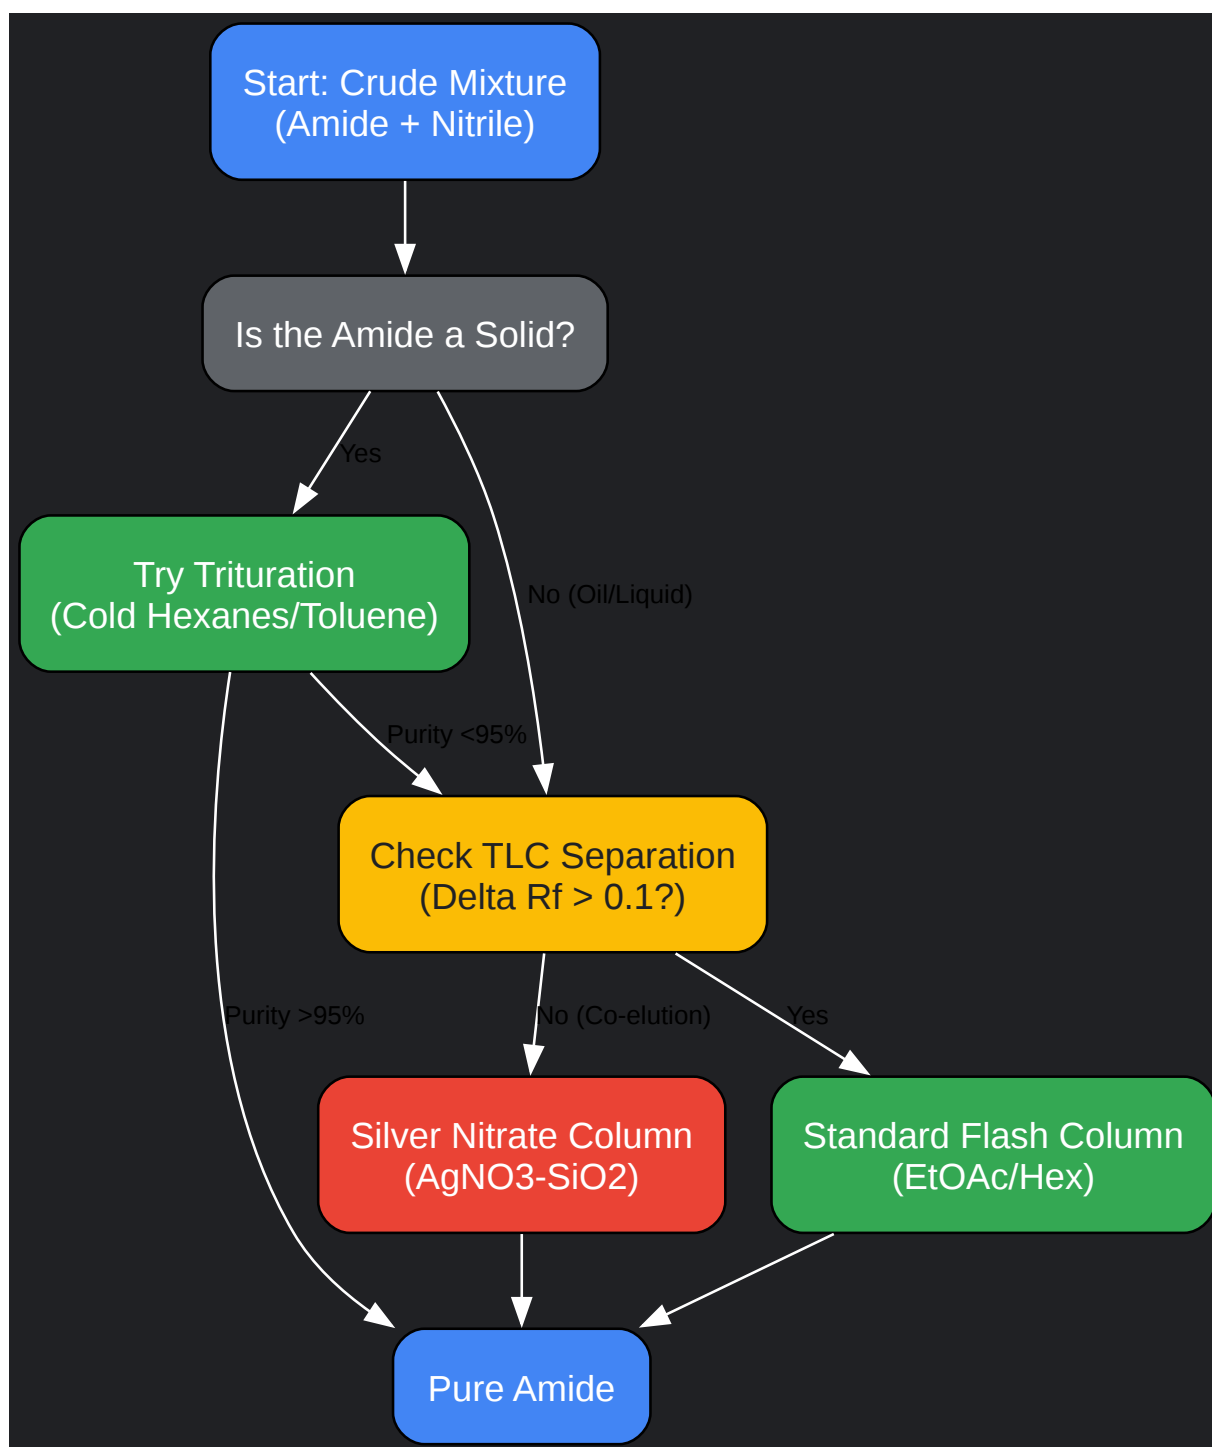 Start: Crude Mixture
(Amide + Nitrile)
Is the Amide a Solid?
Yes
Try Trituration
(Cold Hexanes/Toluene)
No (Oil/Liquid)
Purity <95%
Check TLC Separation
(Delta Rf > 0.1?)
Purity >95%
No (Co-elution)
Yes
Silver Nitrate Column
(AgNO3-SiO2)
Standard Flash Column
(EtOAc/Hex)
Pure Amide